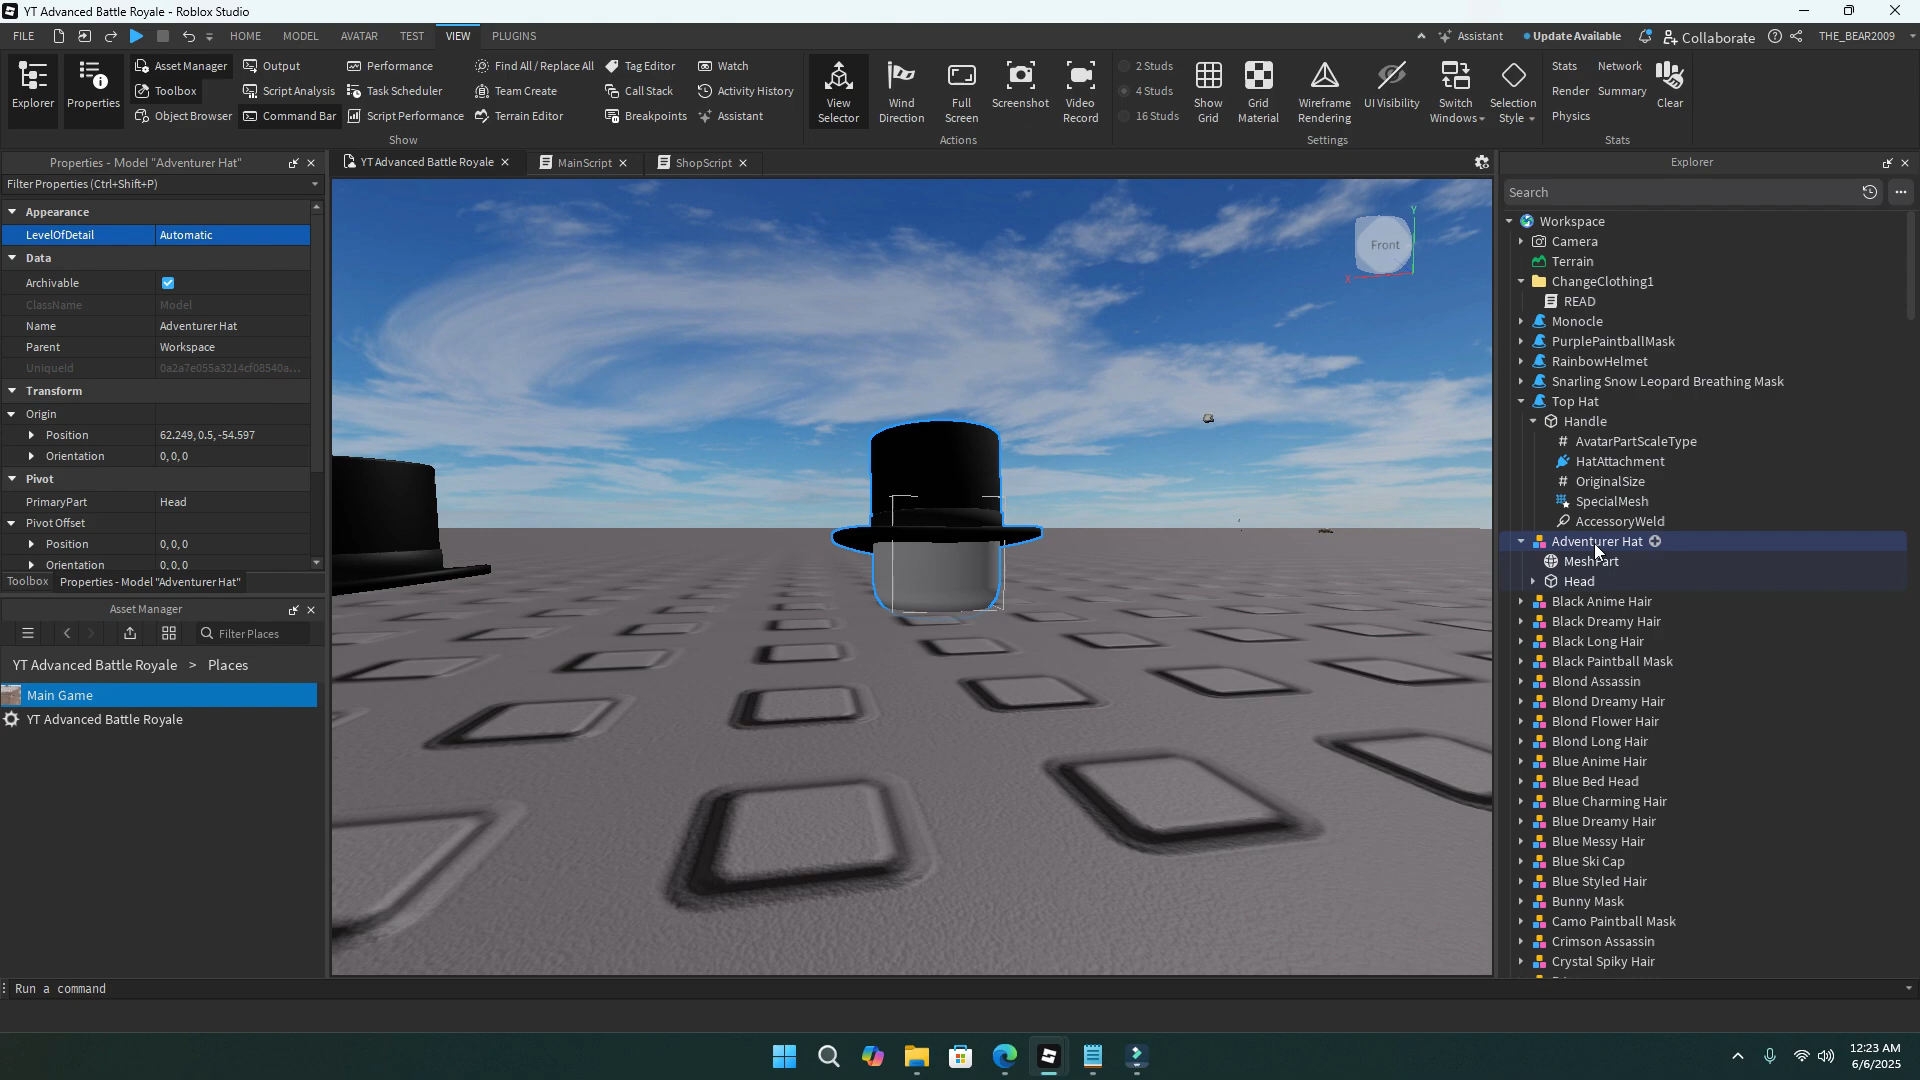 YT Advanced Battle Royale - Roblox Studio
FILE
HOME
MODEL
AVATAR
TEST
VIEW
PLUGINS
Assistant
Update Available
Collaborate
THE_BEAR2009
Explorer
Properties
Asset Manager
Toolbox
Object Browser
Output
Script Analysis
Command Bar
Performance
Task Scheduler
Script Performance
Find All / Replace All
Team Create
Terrain Editor
Tag Editor
Call Stack
Breakpoints
Watch
Activity History
Assistant
Show
View
Selector
Wind
Direction
Full
Screen
Screenshot
Video
Record
Actions
2 Studs
4 Studs
16 Studs
Show
Grid
Grid
Material
Wireframe
Rendering
UI Visibility
Switch
Windows
Selection
Style
Settings
Stats
Network
Render
Summary
Physics
Clear
Stats
Properties - Model "Adventurer Hat"
Filter Properties (Ctrl+Shift+P)
Appearance
LevelOfDetail Automatic
Data
Archivable
ClassName Model
Name Adventurer Hat
Parent Workspace
UniqueId 0a2a7e055a3214cf08540a...
Transform
Origin
Position 62.249, 0.5, -54.597
Orientation 0, 0, 0
Pivot
PrimaryPart Head
Pivot Offset
Position 0, 0, 0
Orientation 0, 0, 0
Toolbox
Properties - Model "Adventurer Hat"
Asset Manager
Filter Places
YT Advanced Battle Royale > Places
Main Game
YT Advanced Battle Royale
YT Advanced Battle Royale
MainScript
ShopScript
Front
Y
X
Explorer
Search
Workspace
Camera
Terrain
ChangeClothing1
READ
Monocle
PurplePaintballMask
RainbowHelmet
Snarling Snow Leopard Breathing Mask
Top Hat
Handle
AvatarPartScaleType
HatAttachment
OriginalSize
SpecialMesh
AccessoryWeld
Adventurer Hat
MeshPart
Head
Black Anime Hair
Black Dreamy Hair
Black Long Hair
Black Paintball Mask
Blond Assassin
Blond Dreamy Hair
Blond Flower Hair
Blond Long Hair
Blue Anime Hair
Blue Bed Head
Blue Charming Hair
Blue Dreamy Hair
Blue Messy Hair
Blue Ski Cap
Blue Styled Hair
Bunny Mask
Camo Paintball Mask
Crimson Assassin
Crystal Spiky Hair
Run a command
12:23 AM
6/6/2025